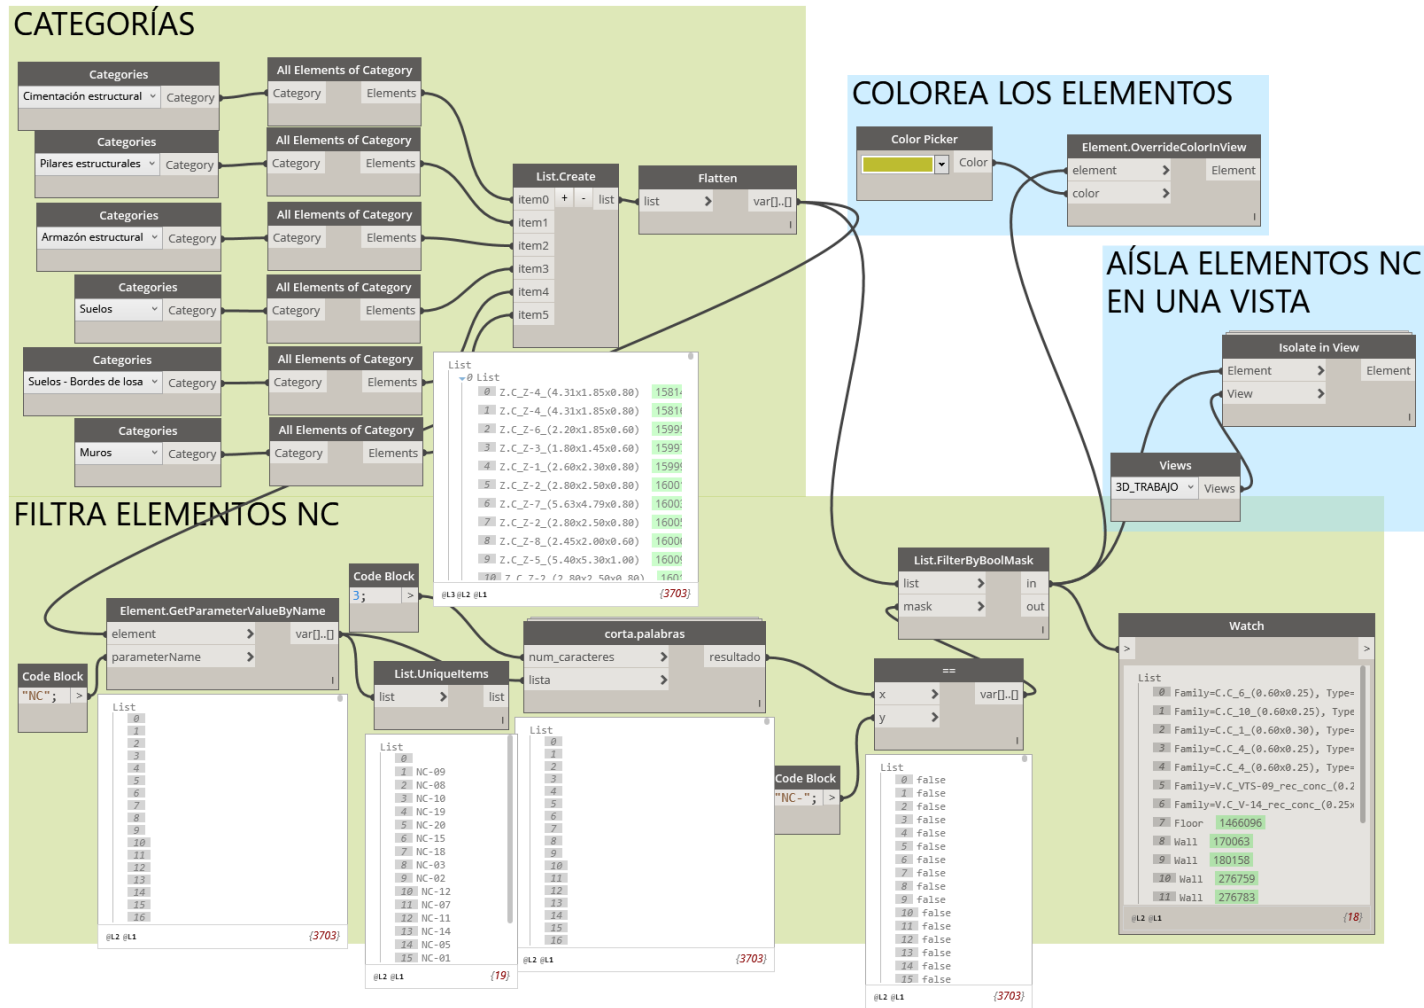 CATEGORÍAS
Categories
Cimentación estructural
Category
All Elements of Category
Category
Elements
Categories
Pilares estructurales
Category
All Elements of Category
Category
Elements
Categories
Armazón estructural
Category
All Elements of Category
Category
Elements
Categories
Suelos
Category
All Elements of Category
Category
Elements
Categories
Suelos - Bordes de losa
Category
All Elements of Category
Category
Elements
Categories
Muros
Category
All Elements of Category
Category
Elements
List.Create
item0 + - list
item1
item2
item3
item4
item5
Flatten
list > var[]..[]
List
0 List
0 Z.C_Z-4_(4.31x1.85x0.80)
1 Z.C_Z-4_(4.31x1.85x0.80)
2 Z.C_Z-6_(2.20x1.85x0.60)
3 Z.C_Z-3_(1.80x1.45x0.60)
4 Z.C_Z-1_(2.60x2.30x0.80)
5 Z.C_Z-2_(2.80x2.50x0.80)
6 Z.C_Z-7_(5.63x4.79x0.80)
7 Z.C_Z-2_(2.80x2.50x0.80)
8 Z.C_Z-8_(2.45x2.00x0.60)
9 Z.C_Z-5_(5.40x5.30x1.00)
10 Z.C_Z-2_(2.80x2.50x0.80)
@L3 @L2 @L1 {3703}
COLOREA LOS ELEMENTOS
Color Picker
Color
Element.OverrideColorInView
element > Element
color >
AÍSLA ELEMENTOS NC
EN UNA VISTA
Isolate in View
Element > Element
View >
Views
3D_TRABAJO
Views
FILTRA ELEMENTOS NC
Code Block
"NC"; >
Element.GetParameterValueByName
element > var[]..[]
parameterName >
List
0
1
2
3
4
5
6
7
8
9
10
11
12
13
14
15
16
@L2 @L1 {3703}
Code Block
3; >
List.UniqueItems
list > list
List
0
1 NC-09
2 NC-08
3 NC-10
4 NC-19
5 NC-20
6 NC-15
7 NC-18
8 NC-03
9 NC-02
10 NC-12
11 NC-07
12 NC-11
13 NC-14
14 NC-05
15 NC-01
@L2 @L1 {19}
corta.palabras
num_caracteres > resultado
lista >
List
0
1
2
3
4
5
6
7
8
9
10
11
12
13
14
15
16
@L2 @L1 {3703}
Code Block
"NC-"; >
==
x > var[]..[]
y >
List
0 false
1 false
2 false
3 false
4 false
5 false
6 false
7 false
8 false
9 false
10 false
11 false
12 false
13 false
14 false
15 false
@L2 @L1 {3703}
List.FilterByBoolMask
list > in
mask > out
Watch
> >
List
0 Family=C.C_6_(0.60x0.25), Type=
1 Family=C.C_10_(0.60x0.25), Type
2 Family=C.C_1_(0.60x0.30), Type=
3 Family=C.C_4_(0.60x0.25), Type=
4 Family=C.C_4_(0.60x0.25), Type=
5 Family=V.C_VTS-09_rec_conc_(0.2
6 Family=V.C_V-14_rec_conc_(0.25x
7 Floor 1466096
8 Wall 170063
9 Wall 180158
10 Wall 276759
11 Wall 276783
@L2 @L1 {18}